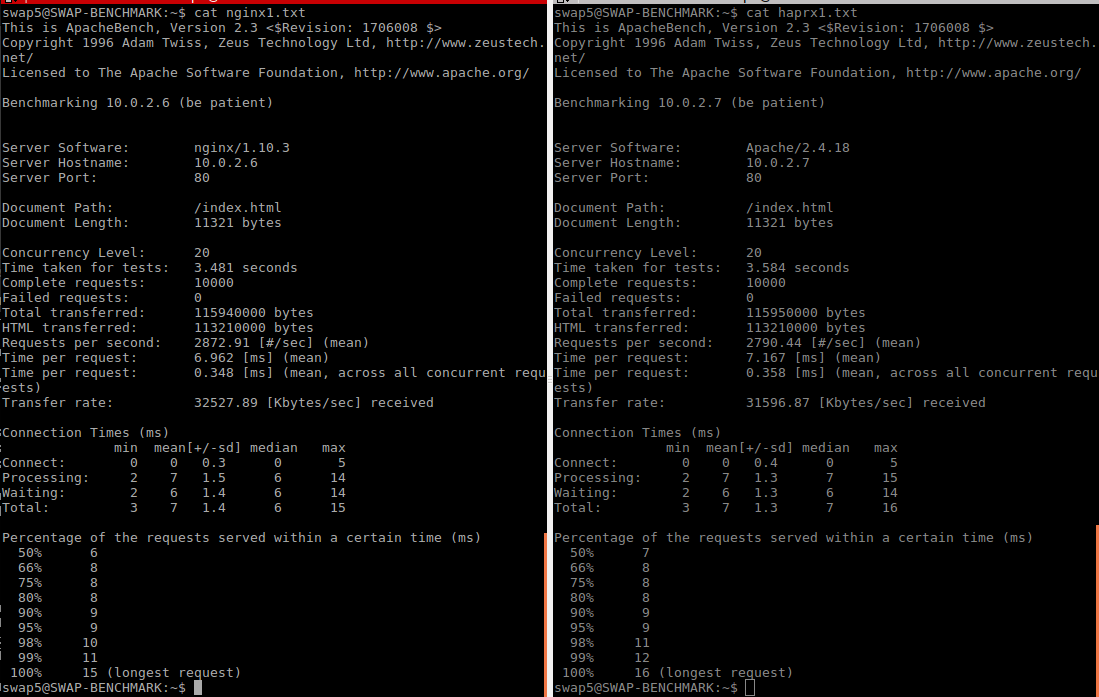 swap5@SWAP-BENCHMARK:~$ cat nginx1.txt
This is ApacheBench, Version 2.3 <$Revision: 1706008 $>
Copyright 1996 Adam Twiss, Zeus Technology Ltd, http://www.zeustech.
net/
Licensed to The Apache Software Foundation, http://www.apache.org/

Benchmarking 10.0.2.6 (be patient)

Server Software:        nginx/1.10.3
Server Hostname:        10.0.2.6
Server Port:            80

Document Path:          /index.html
Document Length:        11321 bytes

Concurrency Level:      20
Time taken for tests:   3.481 seconds
Complete requests:      10000
Failed requests:        0
Total transferred:      115940000 bytes
HTML transferred:       113210000 bytes
Requests per second:    2872.91 [#/sec] (mean)
Time per request:       6.962 [ms] (mean)
Time per request:       0.348 [ms] (mean, across all concurrent requ
ests)
Transfer rate:          32527.89 [Kbytes/sec] received

Connection Times (ms)
              min  mean[+/-sd] median   max
Connect:        0    0   0.3      0       5
Processing:     2    7   1.5      6      14
Waiting:        2    6   1.4      6      14
Total:          3    7   1.4      6      15

Percentage of the requests served within a certain time (ms)
  50%      6
  66%      8
  75%      8
  80%      8
  90%      9
  95%      9
  98%     10
  99%     11
 100%     15 (longest request)
swap5@SWAP-BENCHMARK:~$
swap5@SWAP-BENCHMARK:~$ cat haprx1.txt
This is ApacheBench, Version 2.3 <$Revision: 1706008 $>
Copyright 1996 Adam Twiss, Zeus Technology Ltd, http://www.zeustech.
net/
Licensed to The Apache Software Foundation, http://www.apache.org/

Benchmarking 10.0.2.7 (be patient)

Server Software:        Apache/2.4.18
Server Hostname:        10.0.2.7
Server Port:            80

Document Path:          /index.html
Document Length:        11321 bytes

Concurrency Level:      20
Time taken for tests:   3.584 seconds
Complete requests:      10000
Failed requests:        0
Total transferred:      115950000 bytes
HTML transferred:       113210000 bytes
Requests per second:    2790.44 [#/sec] (mean)
Time per request:       7.167 [ms] (mean)
Time per request:       0.358 [ms] (mean, across all concurrent requ
ests)
Transfer rate:          31596.87 [Kbytes/sec] received

Connection Times (ms)
              min  mean[+/-sd] median   max
Connect:        0    0   0.4      0       5
Processing:     2    7   1.3      7      15
Waiting:        2    6   1.3      6      14
Total:          3    7   1.3      7      16

Percentage of the requests served within a certain time (ms)
  50%      7
  66%      8
  75%      8
  80%      8
  90%      9
  95%      9
  98%     11
  99%     12
 100%     16 (longest request)
swap5@SWAP-BENCHMARK:~$